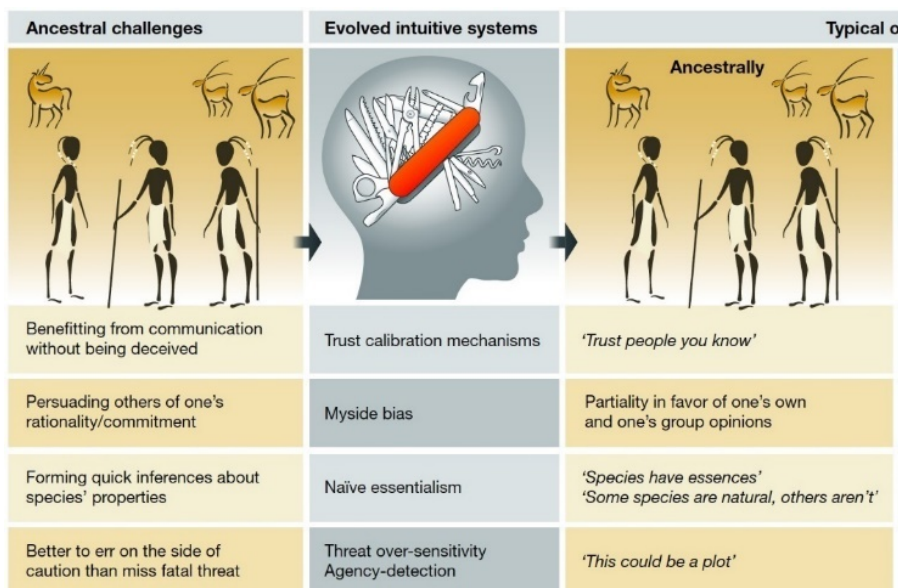 Ancestral challenges
Evolved intuitive systems
Typical o
Ancestrally
Benefitting from communication
without being deceived
Trust calibration mechanisms
‘Trust people you know’
Persuading others of one’s
rationality/commitment
Myside bias
Partiality in favor of one’s own
and one’s group opinions
Forming quick inferences about
species’ properties
Naïve essentialism
‘Species have essences’
‘Some species are natural, others aren’t’
Better to err on the side of
caution than miss fatal threat
Threat over-sensitivity
Agency-detection
‘This could be a plot’